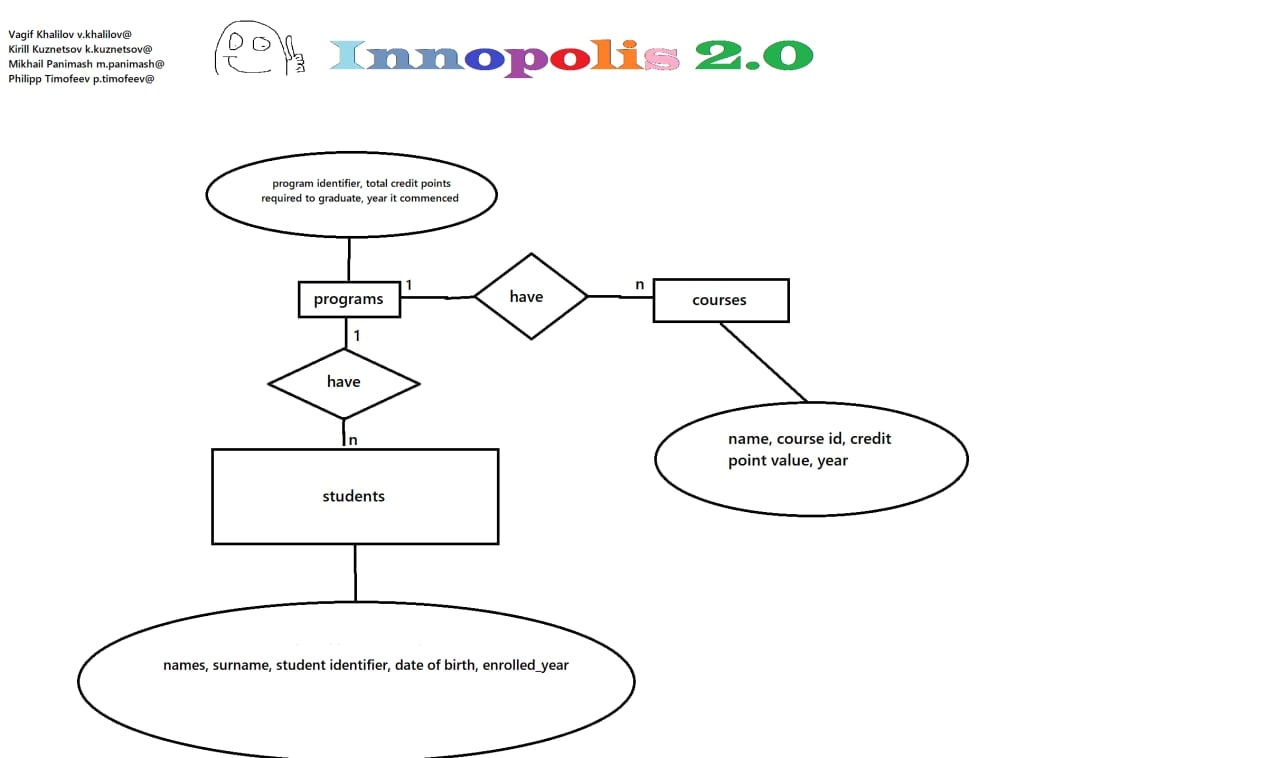 Vagif Khalilov v.khalilov@
Kirill Kuznetsov k.kuznetsov@
Mikhail Panimash m.panimash@
Philipp Timofeev p.timofeev@
Innopolis 2.0
program identifier, total credit points
required to graduate, year it commenced
programs
1
have
n
courses
1
have
n
students
name, course id, credit
point value, year
names, surname, student identifier, date of birth, enrolled_year